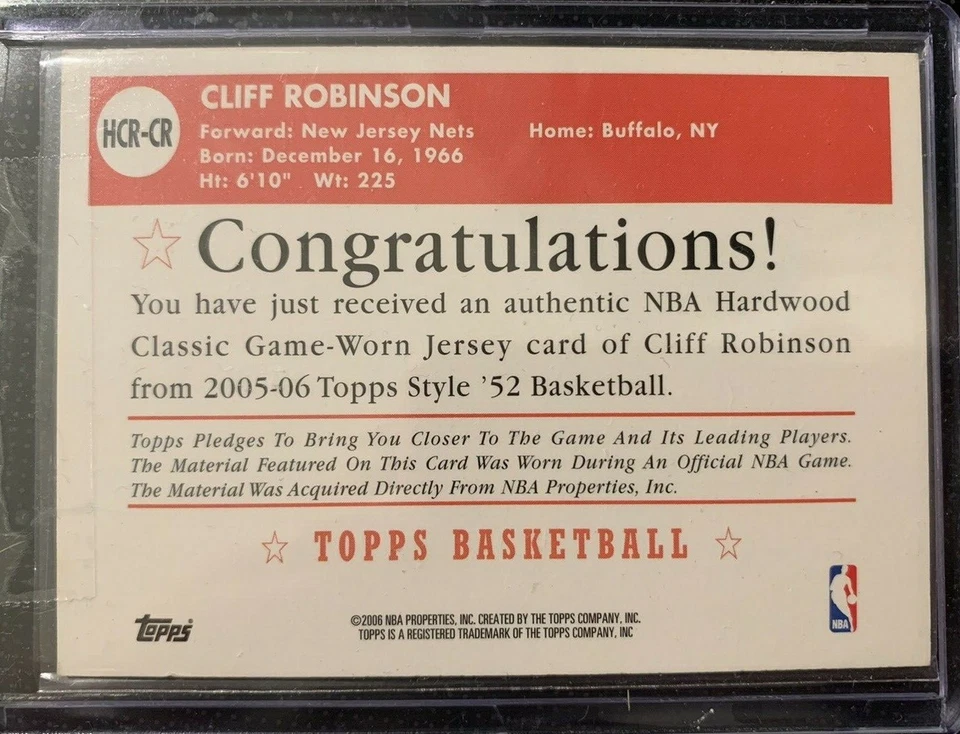 HCR-CR
CLIFF ROBINSON
Forward: New Jersey Nets Home: Buffalo, NY
Born: December 16, 1966
Ht: 6'10" Wt: 225
Congratulations!
You have just received an authentic NBA Hardwood
Classic Game-Worn Jersey card of Cliff Robinson
from 2005-06 Topps Style '52 Basketball.
Topps Pledges To Bring You Closer To The Game And Its Leading Players.
The Material Featured On This Card Was Worn During An Official NBA Game.
The Material Was Acquired Directly From NBA Properties, Inc.
TOPPS BASKETBALL
topps®
©2006 NBA PROPERTIES, INC. CREATED BY THE TOPPS COMPANY, INC.
TOPPS IS A REGISTERED TRADEMARK OF THE TOPPS COMPANY, INC
NBA